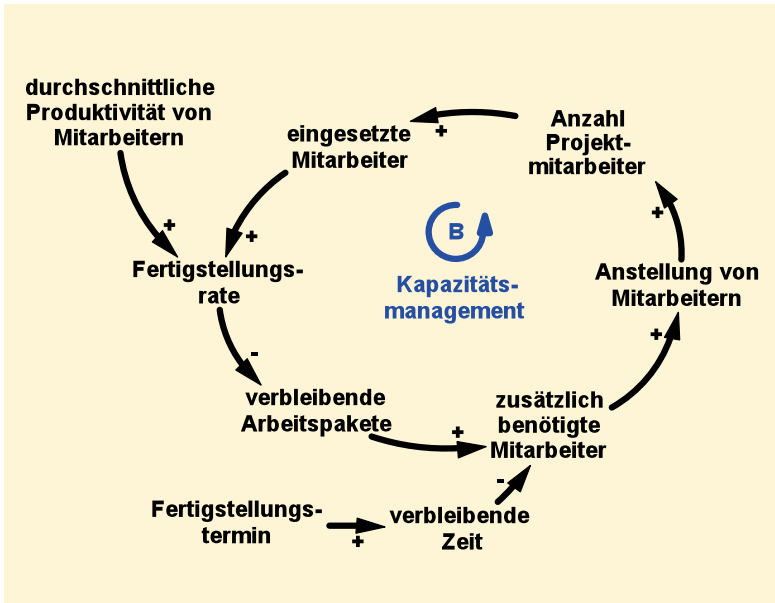 durchschnittliche
Produktivität von
Mitarbeitern
+
eingesetzte
Mitarbeiter
+
+
Anzahl
Projekt-
mitarbeiter
+
B
Kapazitäts-
management
Fertigstellungs-
rate
-
Anstellung von
Mitarbeitern
+
verbleibende
Arbeitspakete
+
zusätzlich
benötigte
Mitarbeiter
-
Fertigstellungs-
termin
+
verbleibende
Zeit